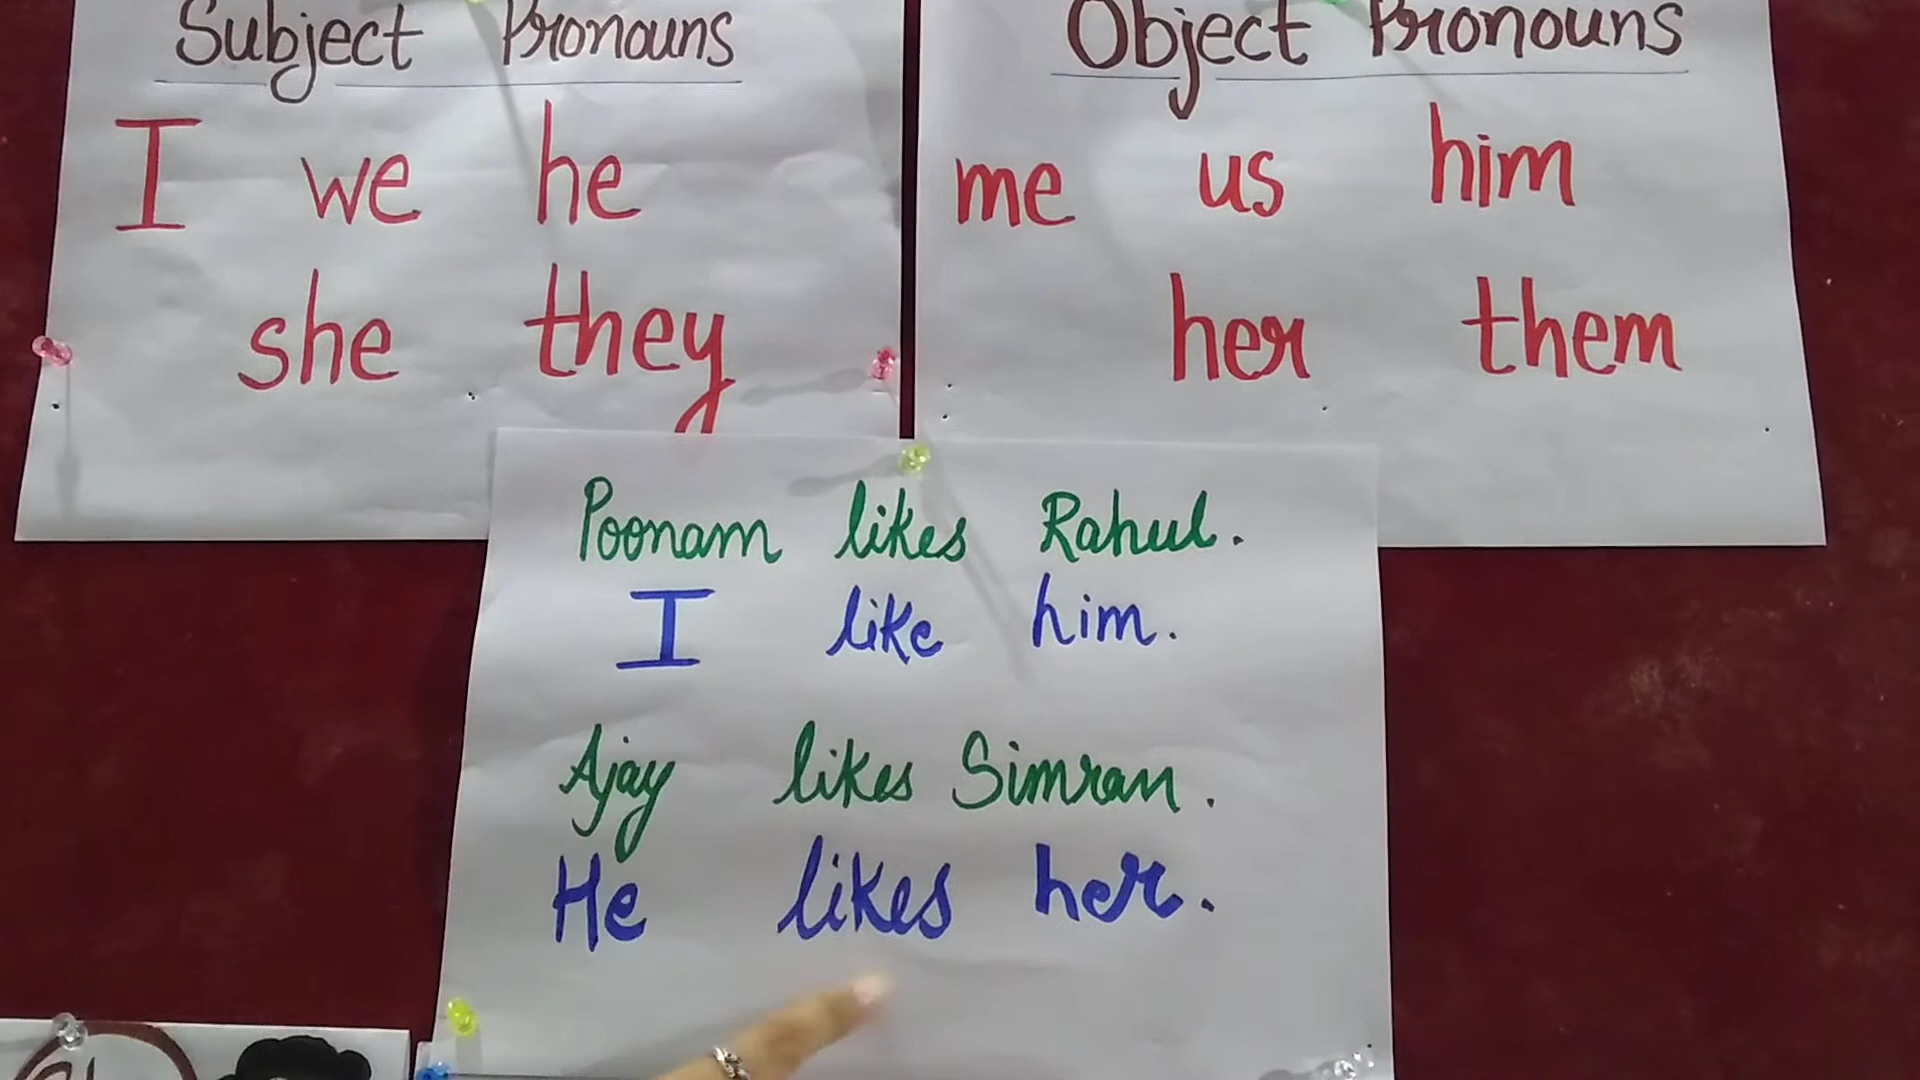 Subject Pronouns
I we he
she they
Object Pronouns
me us him
her them
Poonam likes Rahul.
I like him.
Ajay likes Simran.
He likes her.